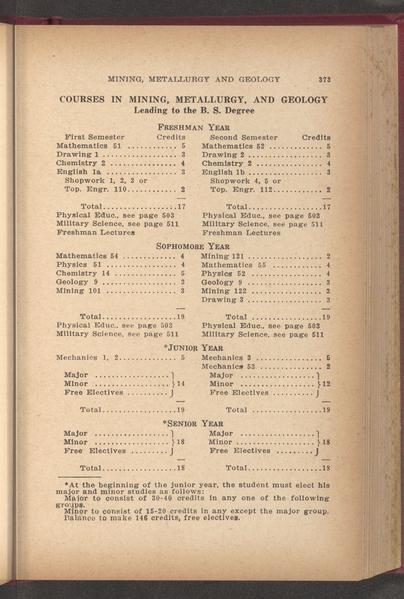 MINING, METALLURGY AND GEOLOGY 373
COURSES IN MINING, METALLURGY, AND GEOLOGY
Leading to the B. S. Degree
FRESHMAN YEAR
First Semester Credits Second Semester Credits
Mathematics 51 ............ 5 Mathematics 52 ............. 5
Drawing 1 ................. 3 Drawing 2 .................. 3
Chemistry 2 ............... 4 Chemistry 2 ................ 4
English 1a ................ 3 English 1b ................. 3
Shopwork 1, 2, 3 or Shopwork 4, 5 or
Top. Engr. 110........... 2 Top. Engr. 112........... 2
Total................17 Total.................17
Physical Educ., see page 503 Physical Educ., see page 503
Military Science, see page 511 Military Science, see page 511
Freshman Lectures Freshman Lectures
SOPHOMORE YEAR
Mathematics 54 ............. 4 Mining 121 ................. 2
Physics 51 ................. 4 Mathematics 55 ............. 4
Chemistry 14 ............... 5 Physics 52 ................. 4
Geology 9 .................. 3 Geology 9 .................. 3
Mining 101 ................. 3 Mining 122 ................. 3
Drawing 3 .................. 3
Total................19 Total ................19
Physical Educ., see page 503 Physical Educ., see page 503
Military Science, see page 511 Military Science, see page 511
*JUNIOR YEAR
Mechanics 1, 2.............. 5 Mechanics 3 ................ 5
Mechanics 53 ............... 2
Major .................. Major ..................
Minor ..................}14 Minor ..................}12
Free Electives ......... Free Electives .........
Total................19 Total ................19
*SENIOR YEAR
Major .................. Major ..................
Minor ..................}18 Minor ..................}18
Free Electives ......... Free Electives .........
Total................18 Total.................18
*At the beginning of the junior year, the student must elect his
major and minor studies as follows:
Major to consist of 30-40 credits in any one of the following
groups.
Minor to consist of 15-20 credits in any except the major group.
Balance to make 146 credits, free electives.